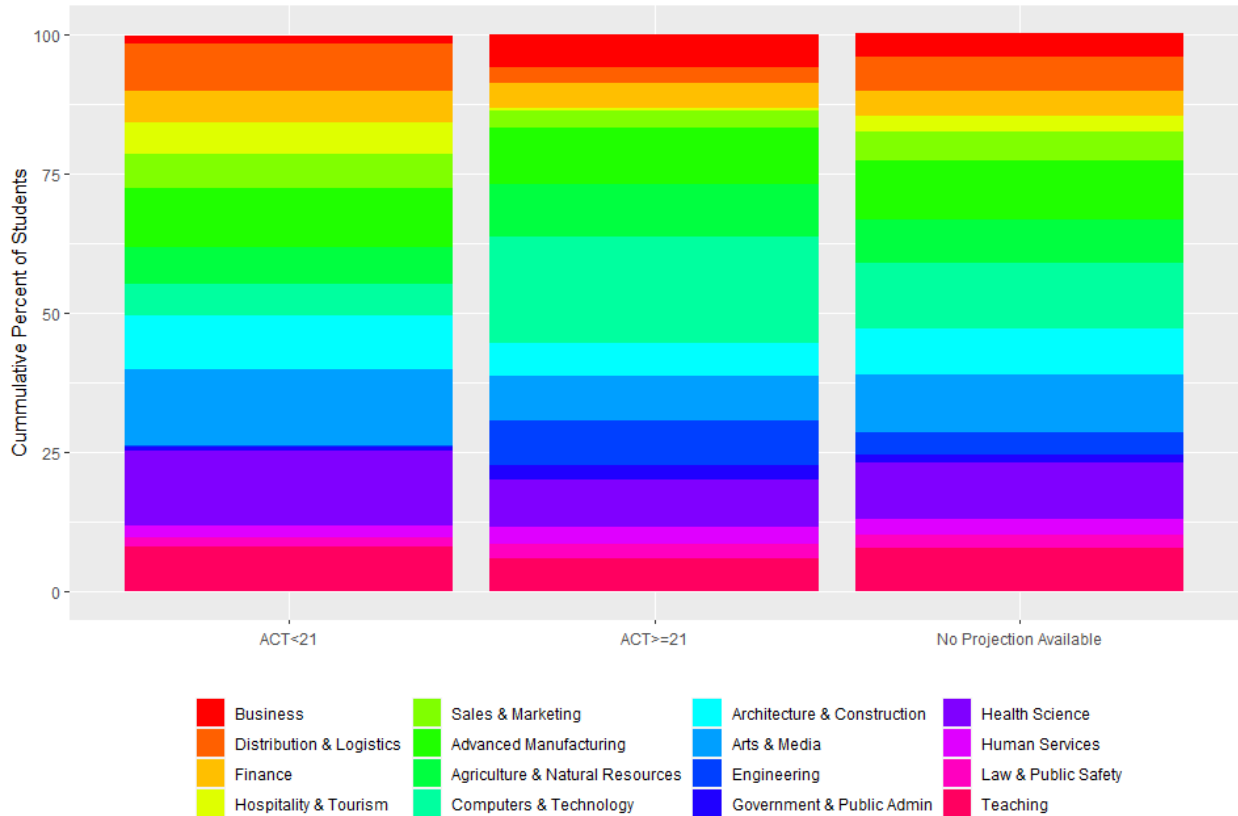 Cummulative Percent of Students
100
75
50
25
0
ACT<21
ACT>=21
No Projection Available
Business
Distribution & Logistics
Finance
Hospitality & Tourism
Sales & Marketing
Advanced Manufacturing
Agriculture & Natural Resources
Computers & Technology
Architecture & Construction
Arts & Media
Engineering
Government & Public Admin
Health Science
Human Services
Law & Public Safety
Teaching